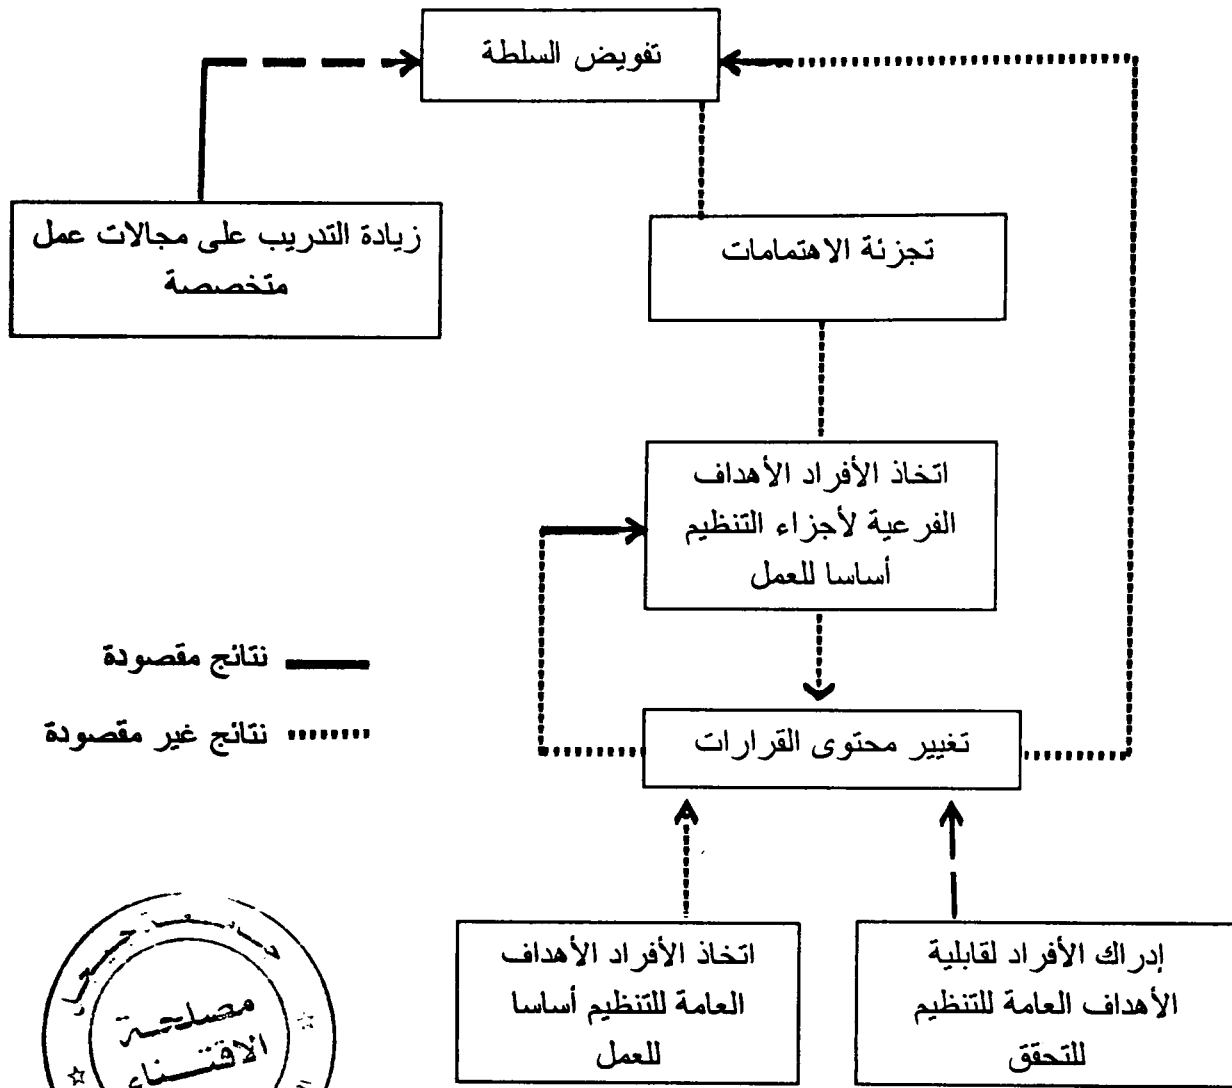 تفويض السلطة
زيادة التدريب على مجالات عمل
متخصصة
تجزئة الاهتمامات
اتخاذ الأفراد الأهداف
الفرعية لأجزاء التنظيم
أساسا للعمل
نتائج مقصودة
نتائج غير مقصودة
تغيير محتوى القرارات
إدراك الأفراد لقابلية
الأهداف العامة للتنظيم
للتحقق
اتخاذ الأفراد الأهداف
العامة للتنظيم أساسا
للعمل
مصلحة
الاقتناء